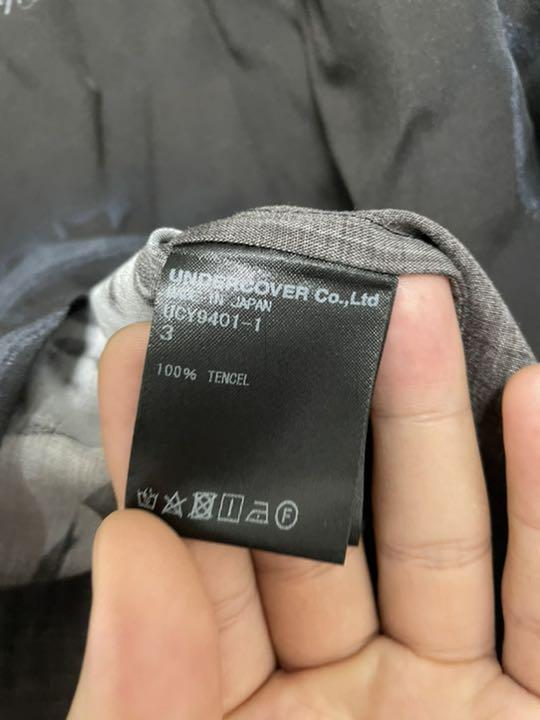 UNDERCOVER Co.,Ltd
MADE IN JAPAN
UCY9401-1
3
100% TENCEL
F